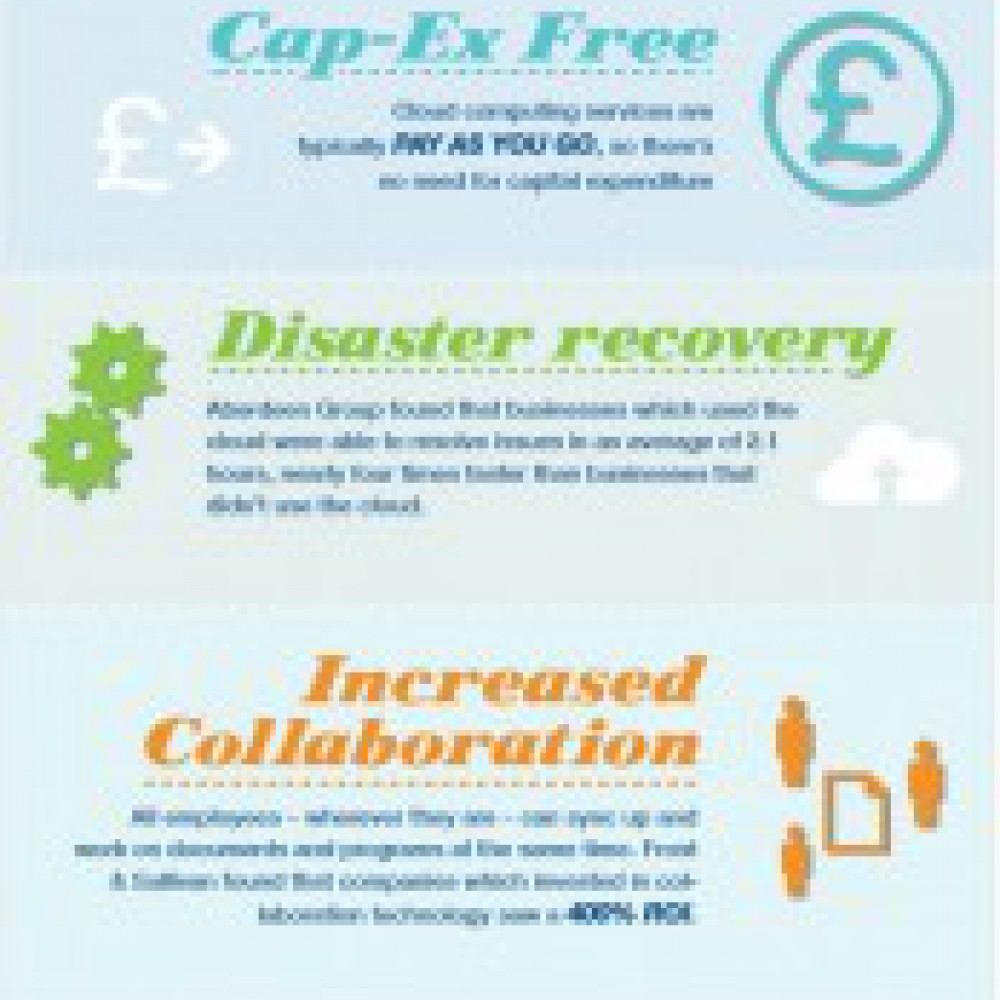 Cap-Ex Free
Cloud computing services are
typically PAY AS YOU GO, so there's
no need for capital expenditure
Disaster recovery
Aberdeen Group found that businesses which used the
cloud were able to resolve issues in an average of 2.1
hours, nearly four times faster than businesses that
didn't use the cloud.
Increased
Collaboration
All employees – wherever they are – can sync up and
work on documents and programs at the same time. Frost
& Sullivan found that companies which invested in col-
laboration technology saw a 400% ROI.
£
£